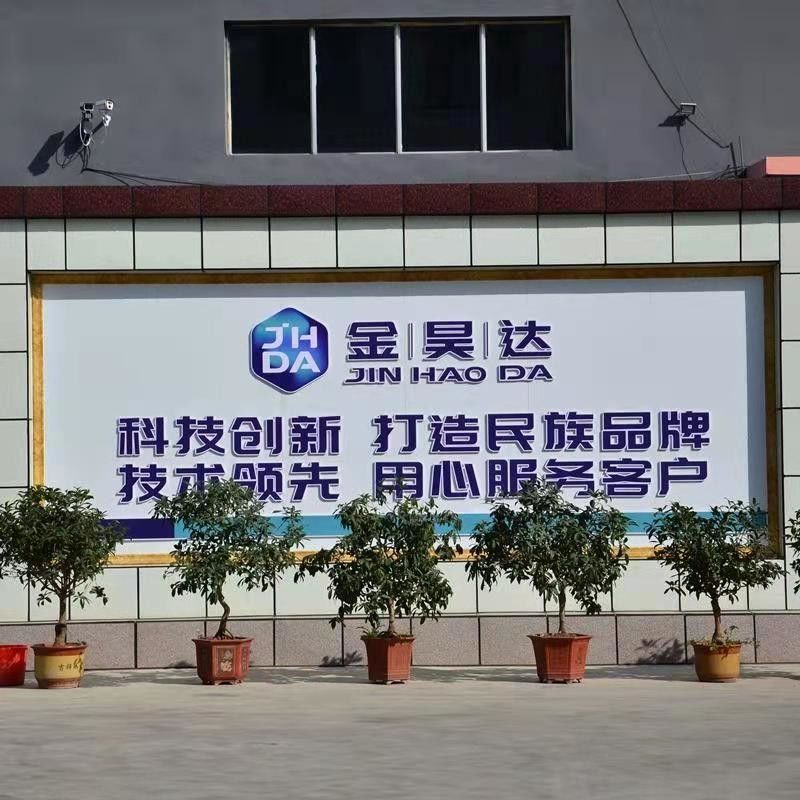 JH
DA
金|昊|达
JIN HAO DA
科技创新 打造民族品牌
技术领先 用心服务客户